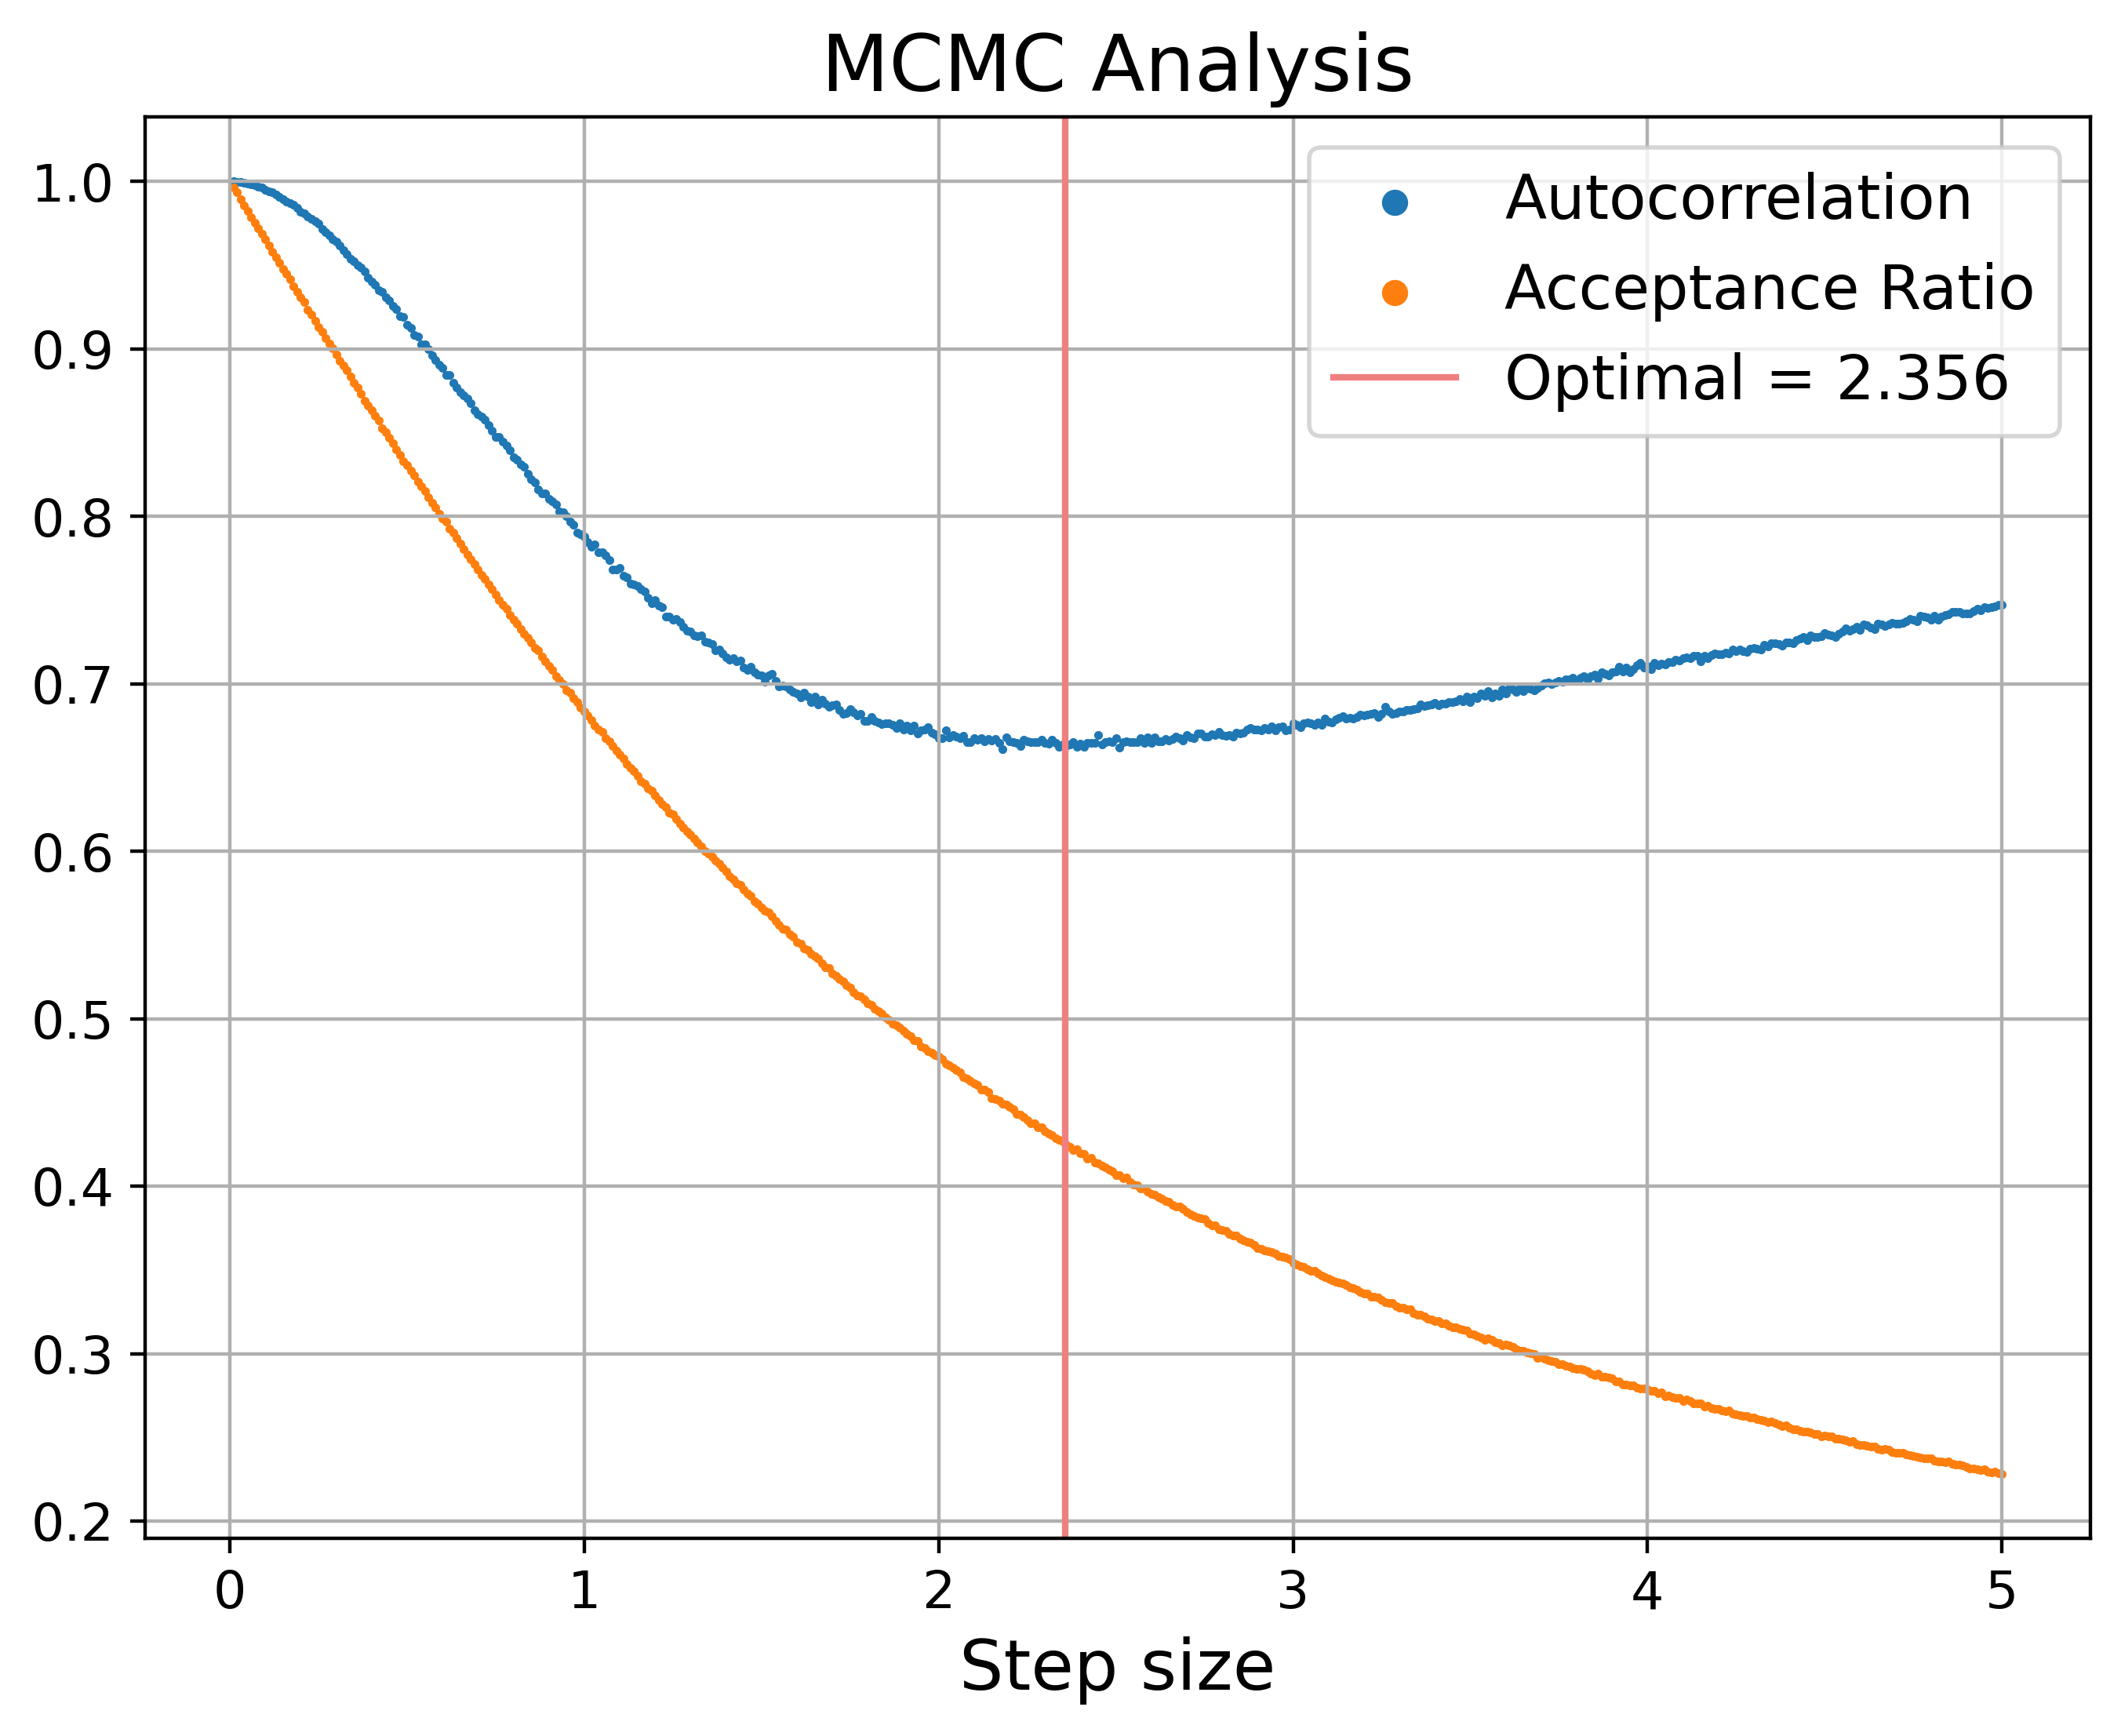 MCMC Analysis
1.0
0.9
0.8
0.7
0.6
0.5
0.4
0.3
0.2
Autocorrelation
Acceptance Ratio
Optimal = 2.356
0 1 2 3 4 5
Step size